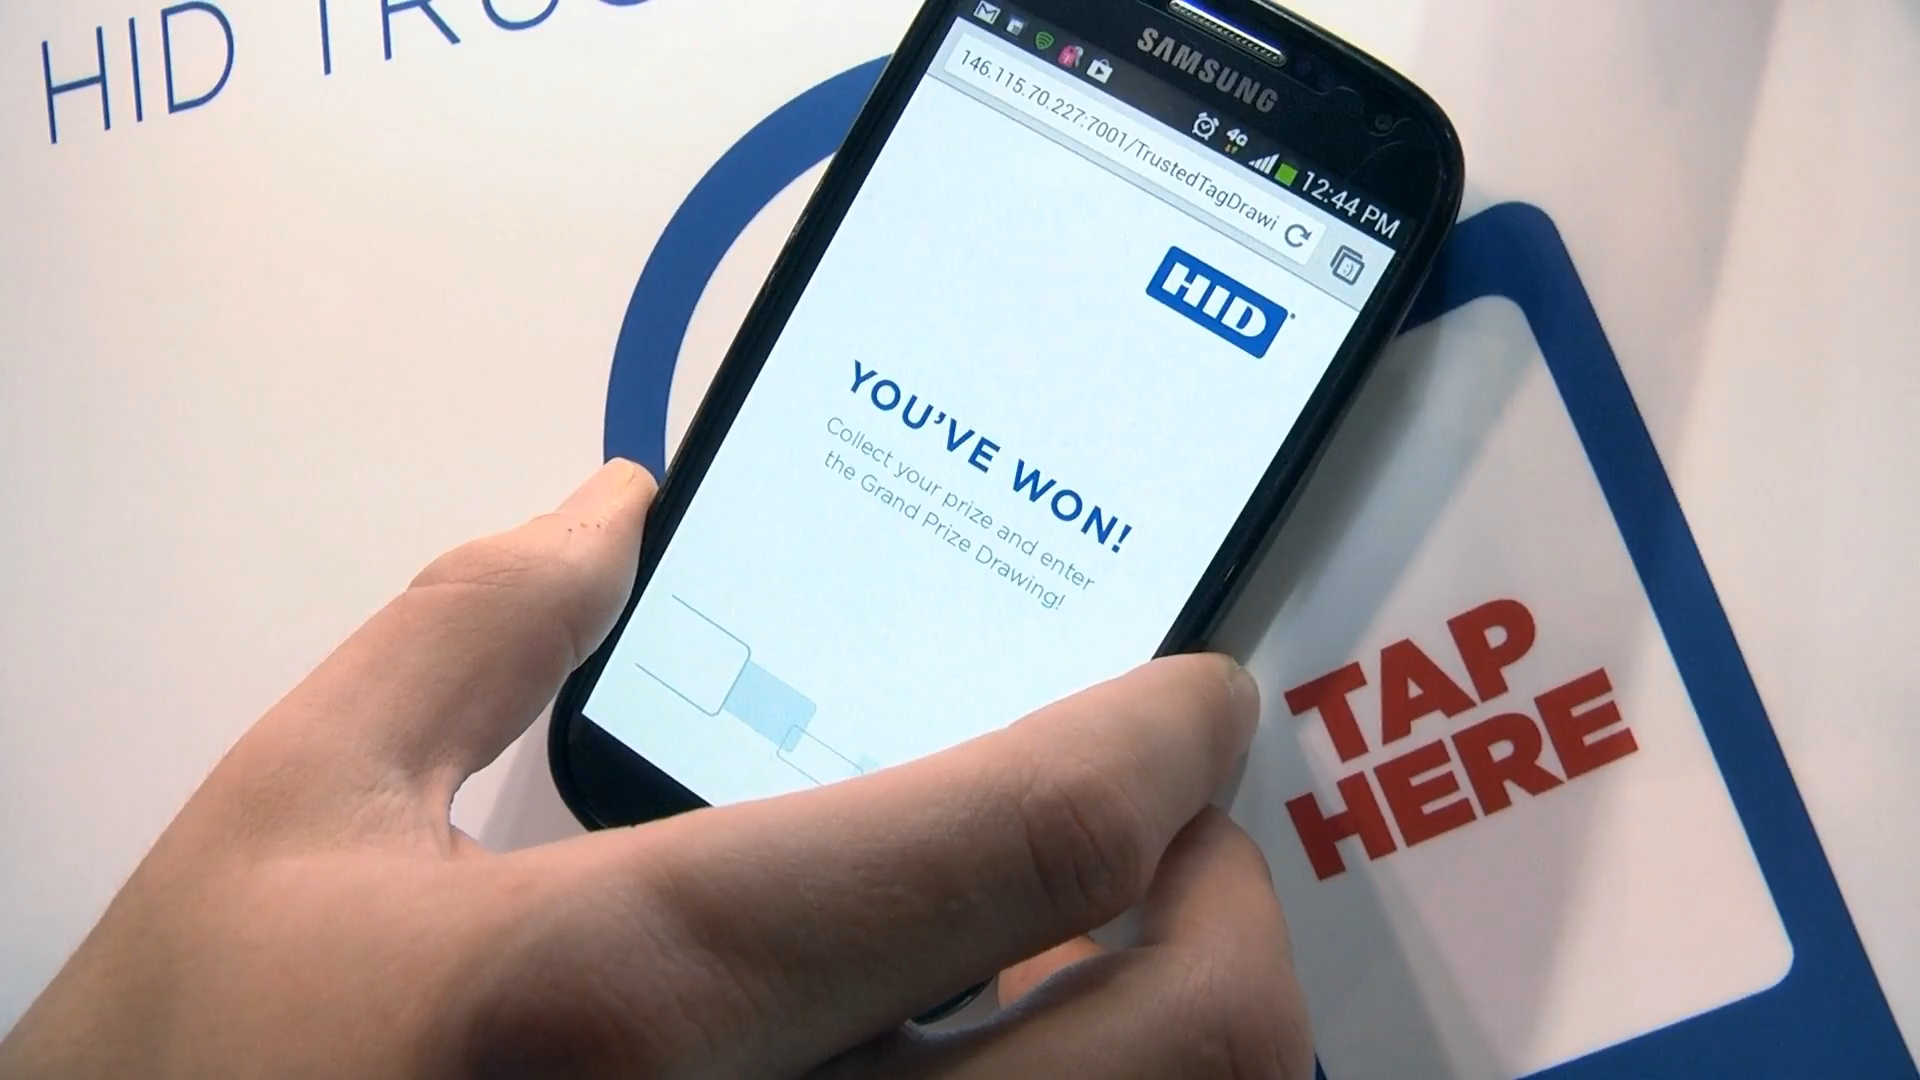 HID
SAMSUNG
4G
12:44 PM
146.115.70.227:7001/TrustedTagDrawi
HID
YOU'VE WON!
Collect your prize and enter
the Grand Prize Drawing!
TAP
HERE